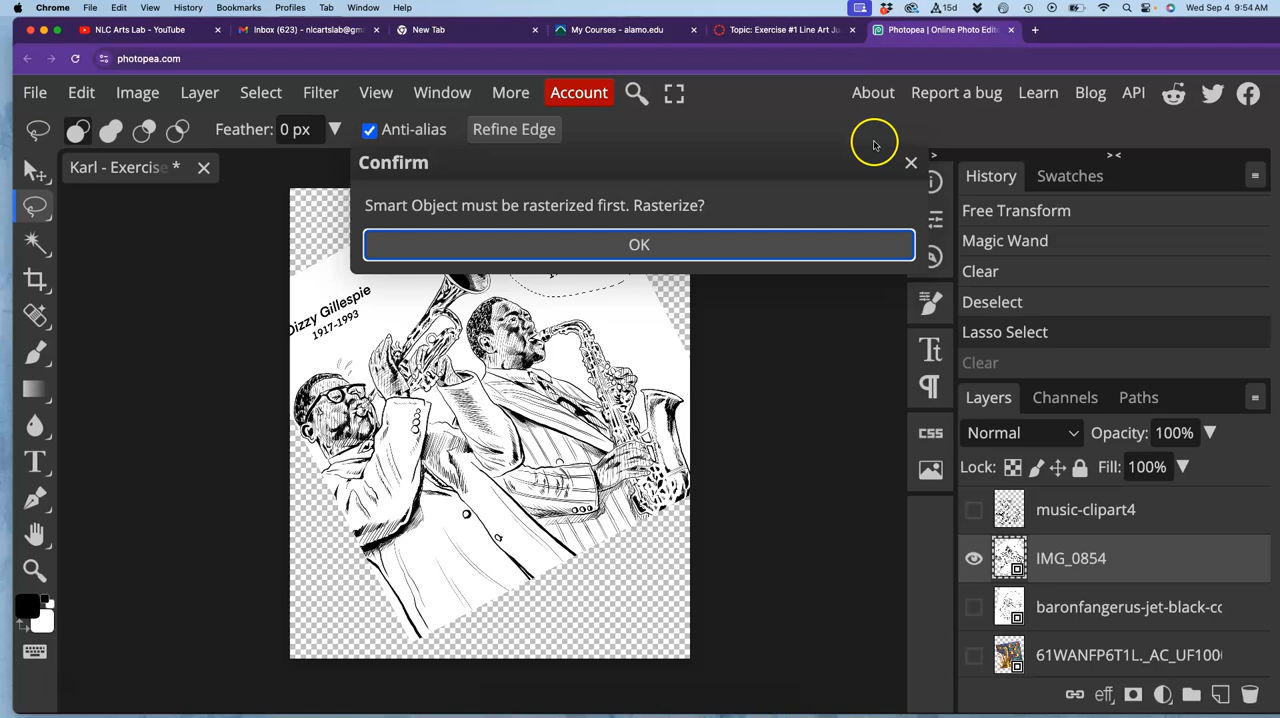 Chrome File Edit View History Bookmarks Profiles Tab Window Help 15d Wed Sep 4 9:54 AM
NLC Arts Lab - YouTube × Inbox (623) - nlcartslab@gm × New Tab × My Courses - alamo.edu × Topic: Exercise #1 Line Art Ju × Photopea | Online Photo Edito × +
photopea.com
File Edit Image Layer Select Filter View Window More Account About Report a bug Learn Blog API
Feather: 0 px Anti-alias Refine Edge
Karl - Exercise *
Confirm
Smart Object must be rasterized first. Rasterize?
OK
Dizzy Gillespie
1917-1993
> <
History Swatches
Free Transform
Magic Wand
Clear
Deselect
Lasso Select
Clear
Layers Channels Paths
Normal Opacity: 100%
Lock: Fill: 100%
music-clipart4
IMG_0854
baronfangerus-jet-black-co
61WANFP6T1L._AC_UF100
CSS
eff